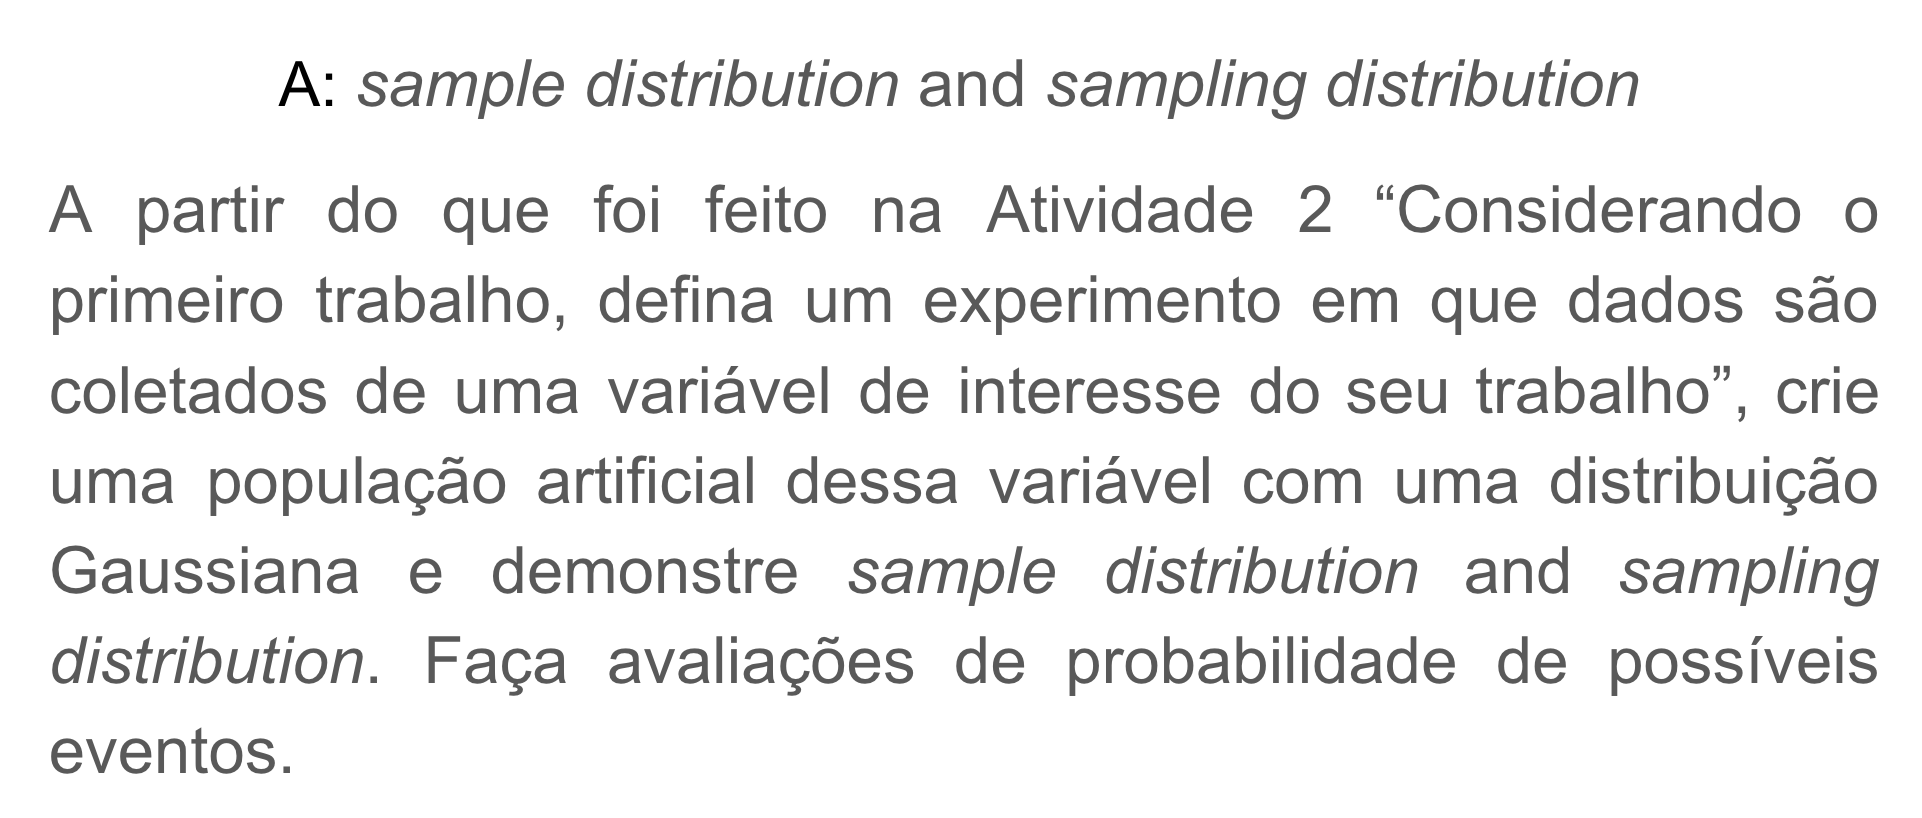 A: sample distribution and sampling distribution
A partir do que foi feito na Atividade 2 “Considerando o
primeiro trabalho, defina um experimento em que dados são
coletados de uma variável de interesse do seu trabalho”, crie
uma população artificial dessa variável com uma distribuição
Gaussiana e demonstre sample distribution and sampling
distribution. Faça avaliações de probabilidade de possíveis
eventos.